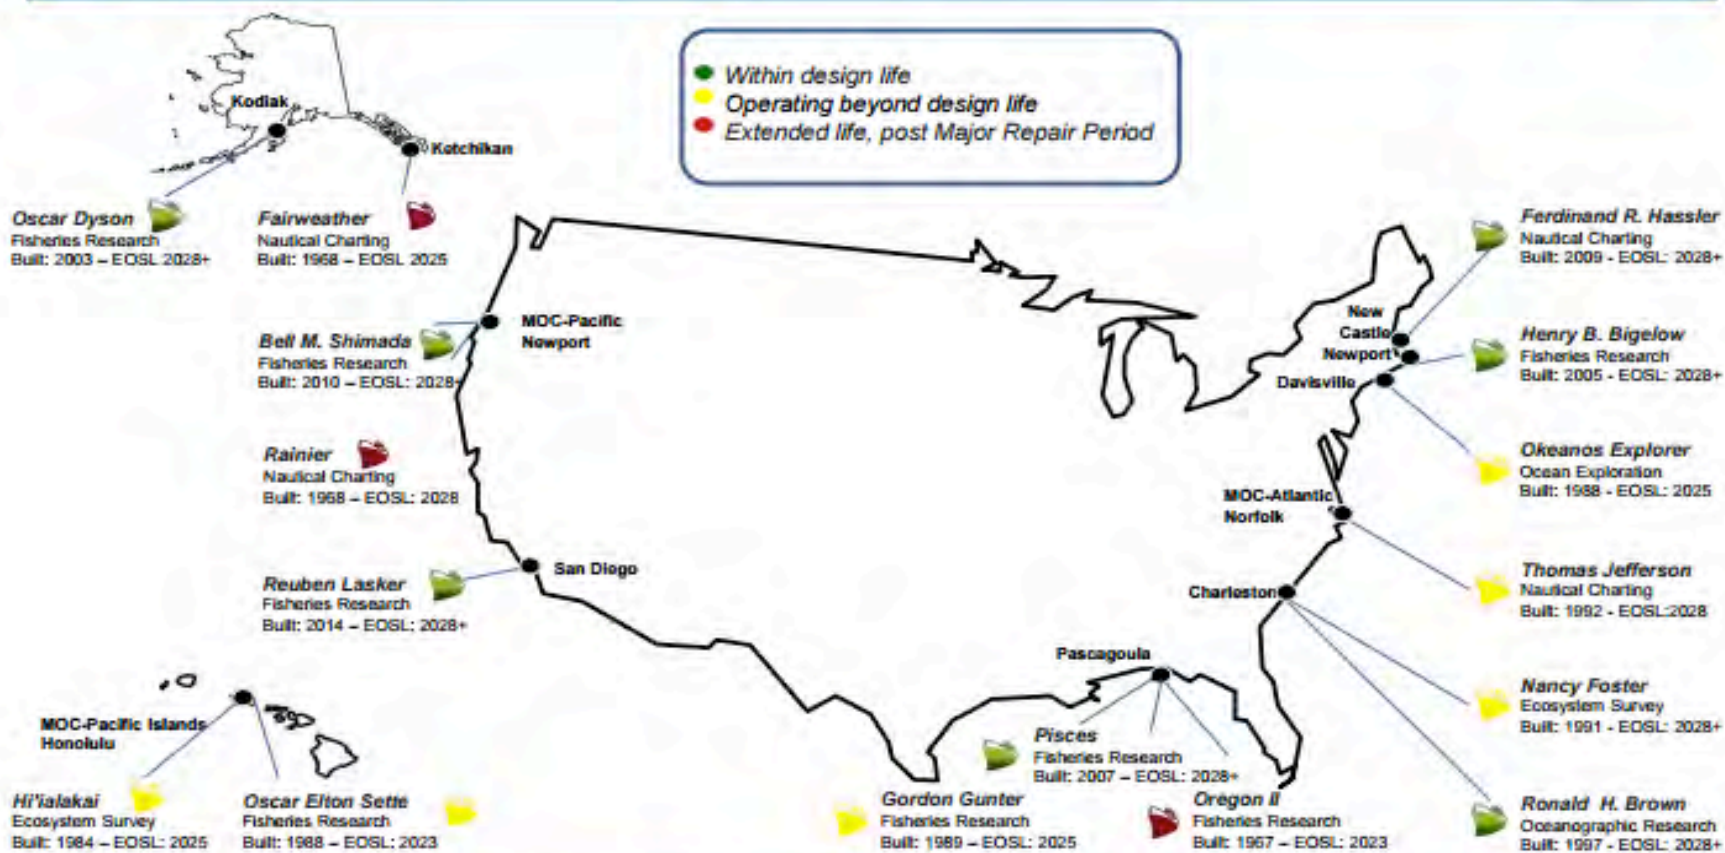 Within design life
Operating beyond design life
Extended life, post Major Repair Period
Kodiak
Ketchikan
Oscar Dyson
Fisheries Research
Built: 2003 – EOSL 2028+
Fairweather
Nautical Charting
Built: 1968 – EOSL 2025
MOC-Pacific
Newport
Bell M. Shimada
Fisheries Research
Built: 2010 – EOSL: 2028+
Rainier
Nautical Charting
Built: 1968 – EOSL: 2028
San Diego
Reuben Lasker
Fisheries Research
Built: 2014 – EOSL: 2028+
MOC-Pacific Islands
Honolulu
Hi'ialakai
Ecosystem Survey
Built: 1984 – EOSL: 2025
Oscar Elton Sette
Fisheries Research
Built: 1988 – EOSL: 2023
Pascagoula
Pisces
Fisheries Research
Built: 2007 – EOSL: 2028+
Gordon Gunter
Fisheries Research
Built: 1989 – EOSL: 2025
Oregon II
Fisheries Research
Built: 1967 – EOSL: 2023
New
Castle
Newport
Davisville
MOC-Atlantic
Norfolk
Charleston
Ferdinand R. Hassler
Nautical Charting
Built: 2009 - EOSL: 2028+
Henry B. Bigelow
Fisheries Research
Built: 2005 - EOSL: 2028+
Okeanos Explorer
Ocean Exploration
Built: 1988 - EOSL: 2025
Thomas Jefferson
Nautical Charting
Built: 1992 - EOSL:2028
Nancy Foster
Ecosystem Survey
Built: 1991 - EOSL: 2028+
Ronald H. Brown
Oceanographic Research
Built: 1997 - EOSL: 2028+